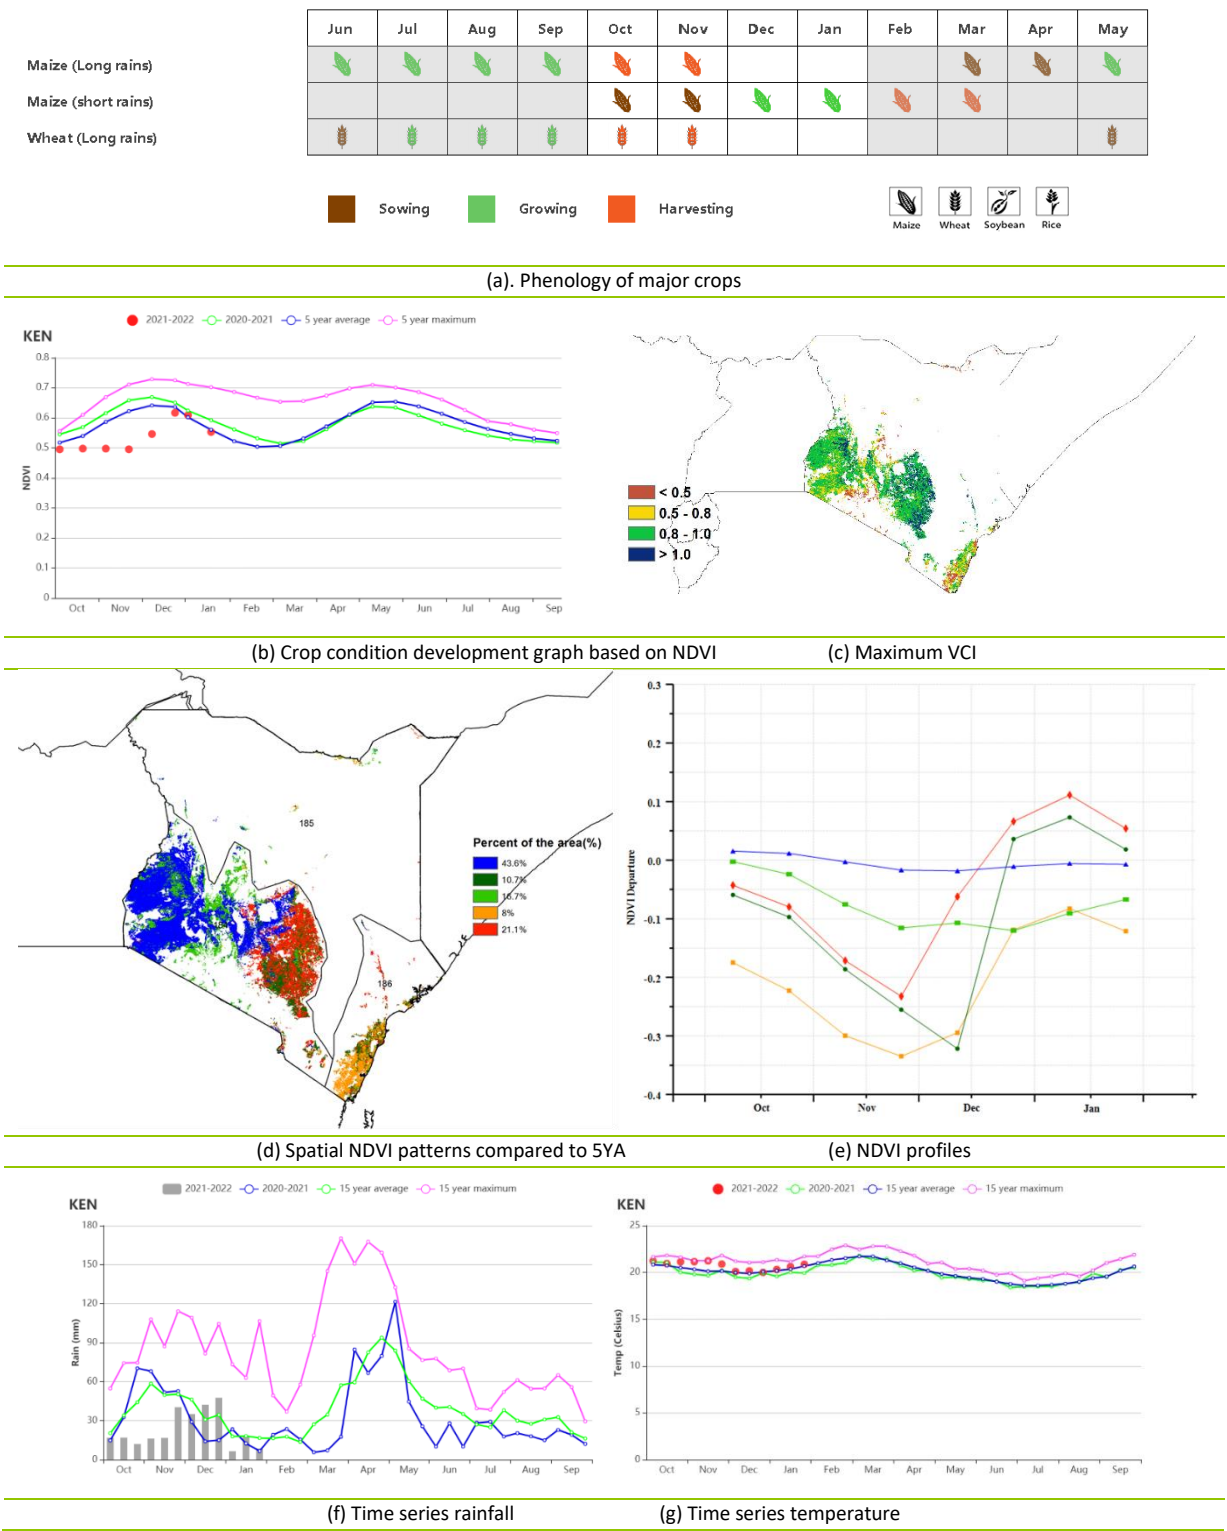 Jun Jul Aug Sep Oct Nov Dec Jan Feb Mar Apr May
Maize (Long rains)
Maize (short rains)
Wheat (Long rains)
Sowing Growing Harvesting
Maize Wheat Soybean Rice
(a). Phenology of major crops
2021-2022 2020-2021 5 year average 5 year maximum
KEN
0.8
0.7
0.6
0.5
0.4
0.3
0.2
0.1
0
NDVI
Oct Nov Dec Jan Feb Mar Apr May Jun Jul Aug Sep
< 0.5
0.5 - 0.8
0.8 - 1.0
> 1.0
(b) Crop condition development graph based on NDVI (c) Maximum VCI
185
186
Percent of the area(%)
43.6%
10.7%
16.7%
8%
21.1%
0.3
0.2
0.1
0.0
-0.1
-0.2
-0.3
-0.4
NDVI Departure
Oct Nov Dec Jan
(d) Spatial NDVI patterns compared to 5YA (e) NDVI profiles
2021-2022 2020-2021 15 year average 15 year maximum
KEN
180
150
120
90
60
30
0
Rain (mm)
Oct Nov Dec Jan Feb Mar Apr May Jun Jul Aug Sep
2021-2022 2020-2021 15 year average 15 year maximum
KEN
25
20
15
10
5
0
Temp (Celsius)
Oct Nov Dec Jan Feb Mar Apr May Jun Jul Aug Sep
(f) Time series rainfall (g) Time series temperature